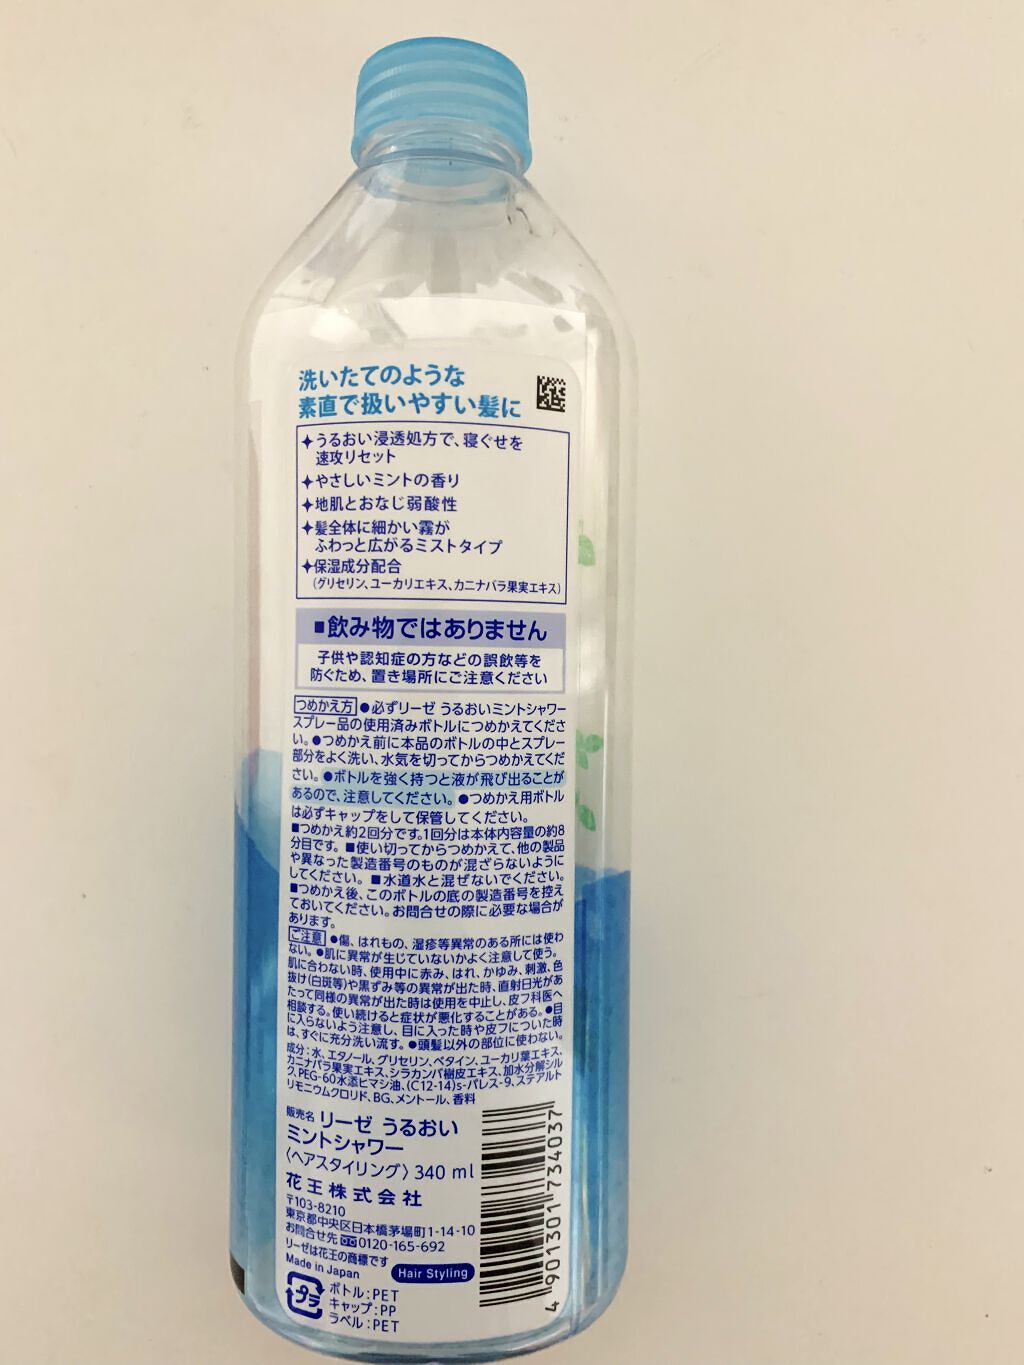 洗いたてのような
素直で扱いやすい髪に
✦うるおい浸透処方で、寝ぐせを
速攻リセット
✦やさしいミントの香り
✦地肌とおなじ弱酸性
✦髪全体に細かい霧が
ふわっと広がるミストタイプ
✦保湿成分配合
(グリセリン、ユーカリエキス、カニナバラ果実エキス)
■飲み物ではありません
子供や認知症の方などの誤飲等を
防ぐため、置き場所にご注意ください
つめかえ方 ●必ずリーゼ うるおいミントシャワー
スプレー品の使用済みボトルにつめかえてくださ
い。●つめかえ前に本品のボトルの中とスプレー
部分をよく洗い、水気を切ってからつめかえてくだ
さい。●ボトルを強く持つと液が飛び出ることが
あるので、注意してください。●つめかえ用ボトル
は必ずキャップをして保管してください。
■つめかえ約2回分です。1回分は本体内容量の約8
分目です。■使い切ってからつめかえて、他の製品
や異なった製造番号のものが混ざらないように
してください。■水道水と混ぜないでください。
■つめかえ後、このボトルの底の製造番号を控え
ておいてください。お問合せの際に必要な場合が
あります。
ご注意 ●傷、はれもの、湿疹等異常のある所には使わ
ない。●肌に異常が生じていないかよく注意して使う。
肌に合わない時、使用中に赤み、はれ、かゆみ、刺激、色
抜け(白斑等)や黒ずみ等の異常が出た時、直射日光があ
たって同様の異常が出た時は使用を中止し、皮フ科医へ
相談する。使い続けると症状が悪化することがある。●目
に入らないよう注意し、目に入った時や皮フについた時
は、すぐに充分洗い流す。●頭髪以外の部位に使わない。
成分:水、エタノール、グリセリン、ベタイン、ユーカリ葉エキス、
カニナバラ果実エキス、シラカンバ樹皮エキス、加水分解シル
ク、PEG-60水添ヒマシ油、(C12-14)s-パレス-9、ステアルト
リモニウムクロリド、BG、メントール、香料
販売名 リーゼ うるおい
ミントシャワー
〈ヘアスタイリング〉340 ml
花王株式会社
〒103-8210
東京都中央区日本橋茅場町1-14-10
お問合せ先 0120-165-692
リーゼは花王の商標です
Made in Japan
Hair Styling
プラ
ボトル:PET
キャップ:PP
ラベル:PET
4 901301 734037